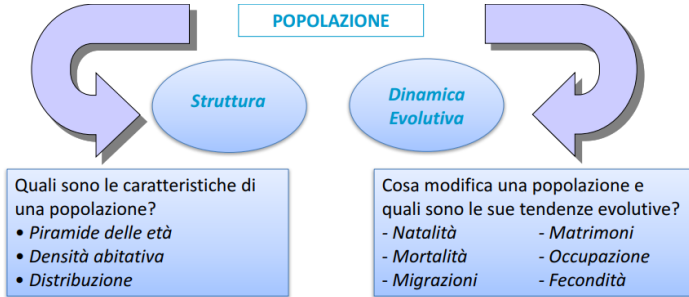 POPOLAZIONE
Struttura
Dinamica
Evolutiva
Quali sono le caratteristiche di
una popolazione?
• Piramide delle età
• Densità abitativa
• Distribuzione
Cosa modifica una popolazione e
quali sono le sue tendenze evolutive?
- Natalità - Matrimoni
- Mortalità - Occupazione
- Migrazioni - Fecondità